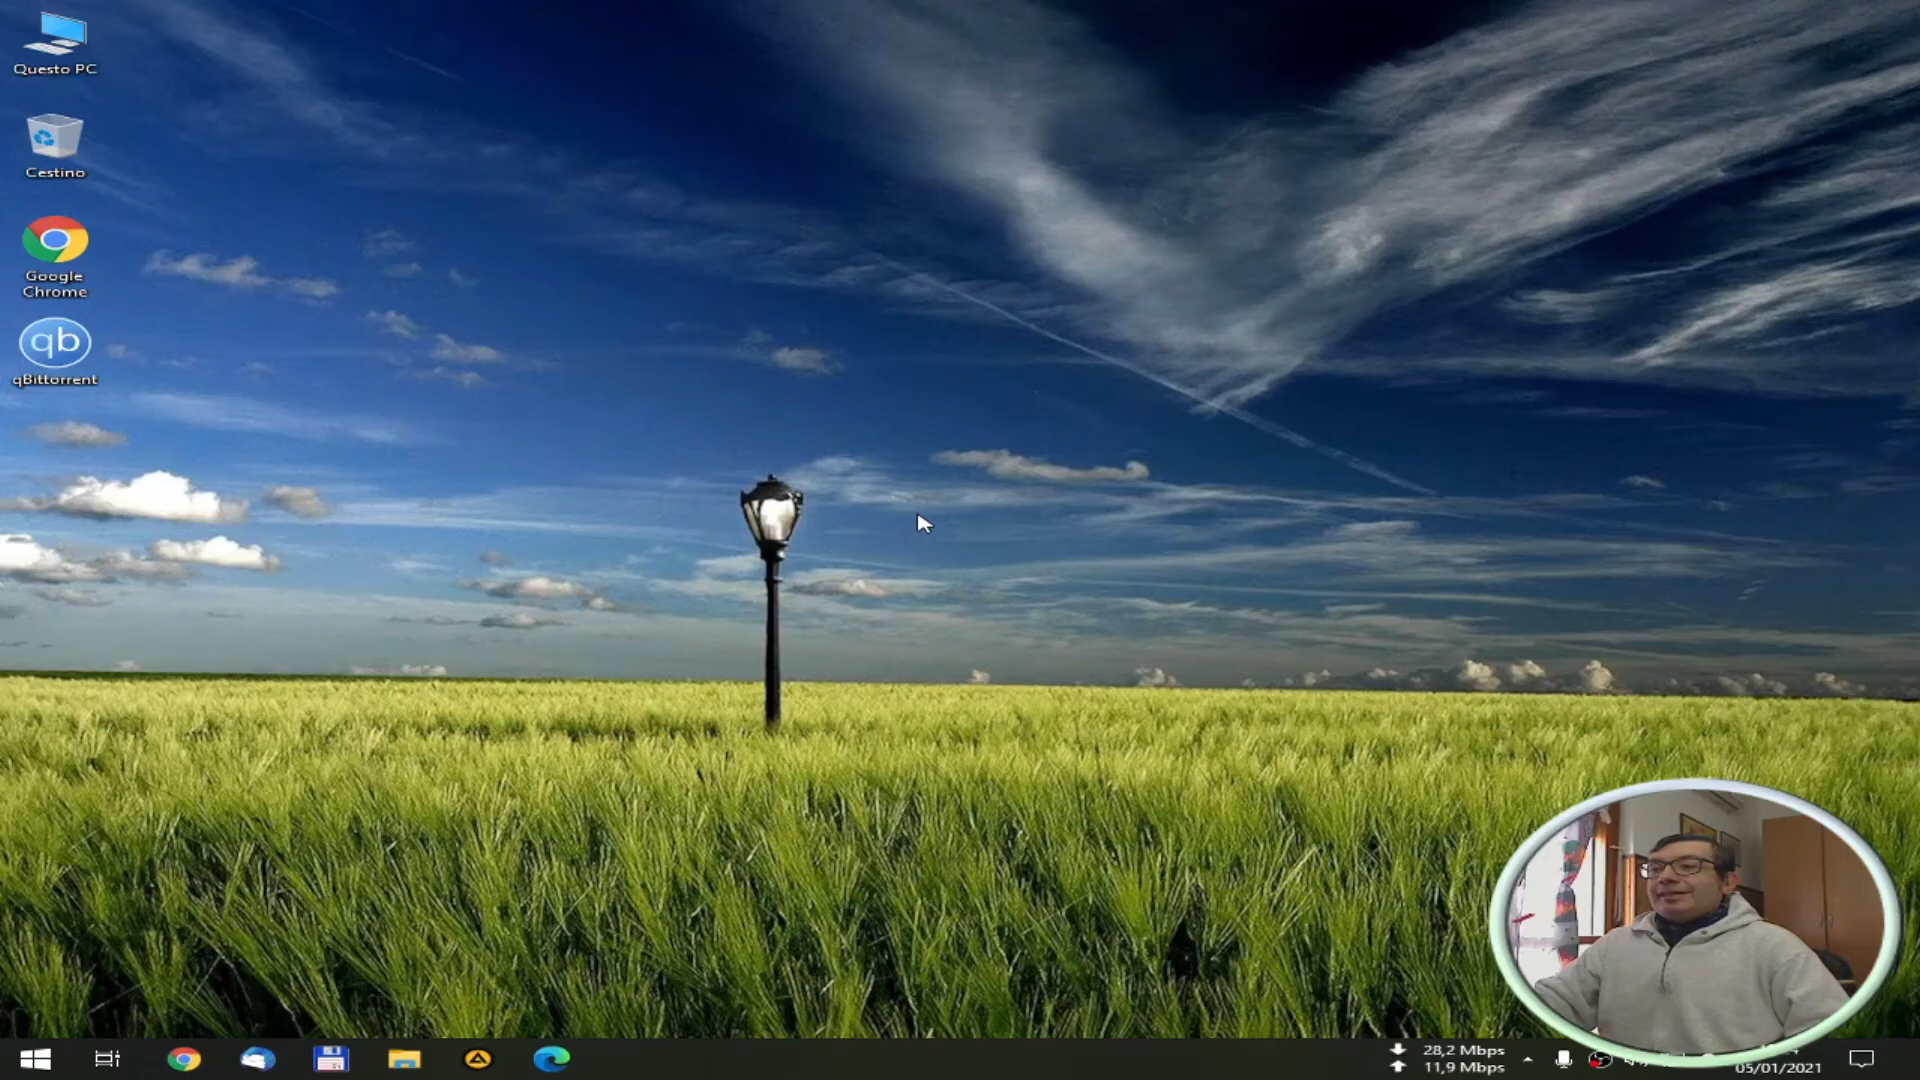 Questo PC
Cestino
Google
Chrome
qb
qBittorrent
28,2 Mbps
11,9 Mbps
05/01/2021